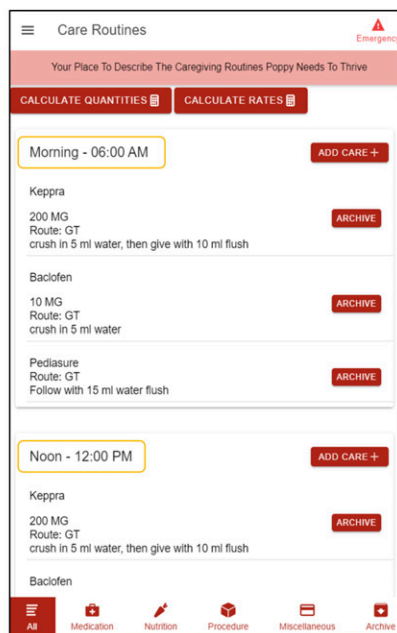 Care Routines
Emergency
Your Place To Describe The Caregiving Routines Poppy Needs To Thrive
CALCULATE QUANTITIES
CALCULATE RATES
Morning - 06:00 AM
ADD CARE +
Keppra
200 MG
Route: GT
crush in 5 ml water, then give with 10 ml flush
ARCHIVE
Baclofen
10 MG
Route: GT
crush in 5 ml water
ARCHIVE
Pediasure
Route: GT
Follow with 15 ml water flush
ARCHIVE
Noon - 12:00 PM
ADD CARE +
Keppra
200 MG
Route: GT
crush in 5 ml water, then give with 10 ml flush
ARCHIVE
Baclofen
All
Medication
Nutrition
Procedure
Miscellaneous
Archive